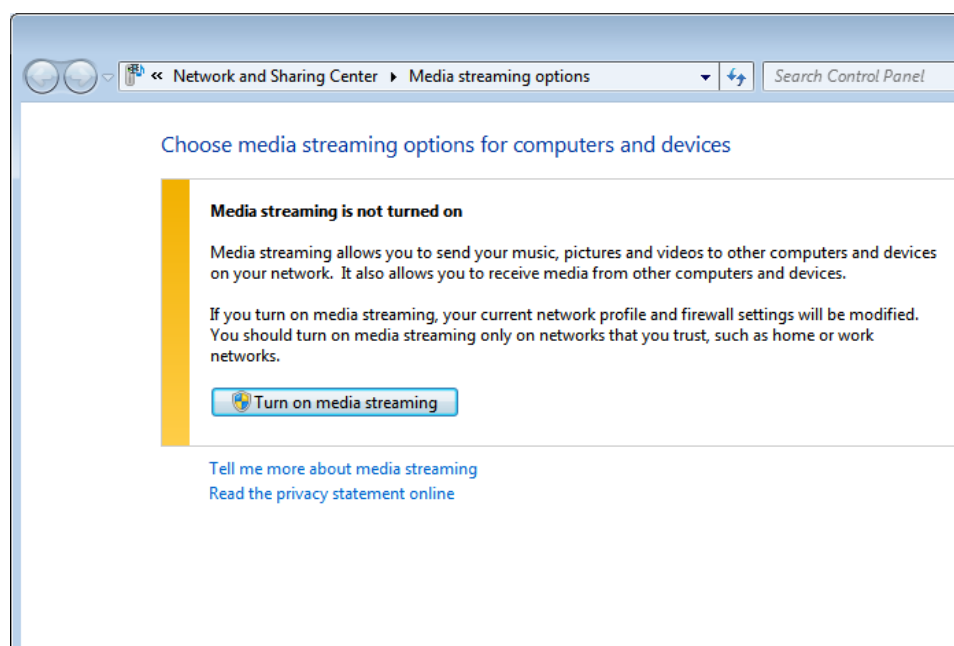 « Network and Sharing Center ▸ Media streaming options
Search Control Panel
Choose media streaming options for computers and devices
Media streaming is not turned on
Media streaming allows you to send your music, pictures and videos to other computers and devices
on your network. It also allows you to receive media from other computers and devices.
If you turn on media streaming, your current network profile and firewall settings will be modified.
You should turn on media streaming only on networks that you trust, such as home or work
networks.
Turn on media streaming
Tell me more about media streaming
Read the privacy statement online